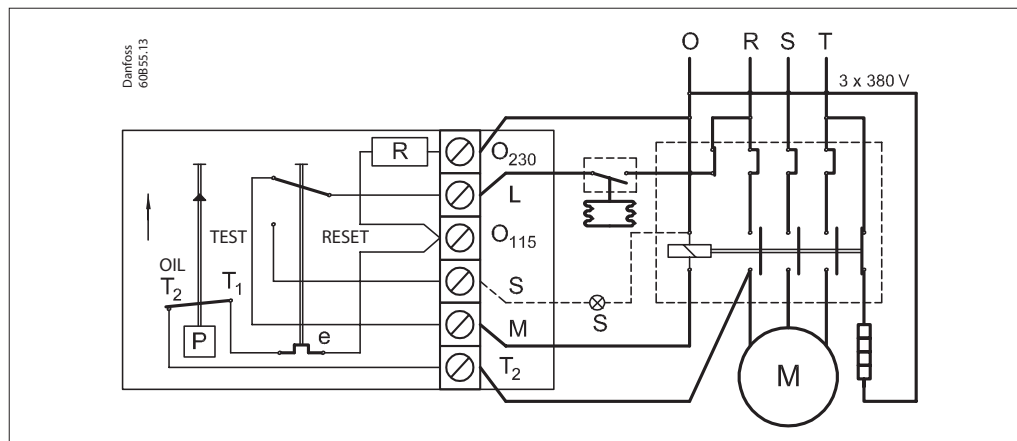 Danfoss
60B55.13
O R S T
3 x 380 V
R
O230
L
TEST
RESET
O115
OIL
T2
T1
S
S
P
e
M
T2
M